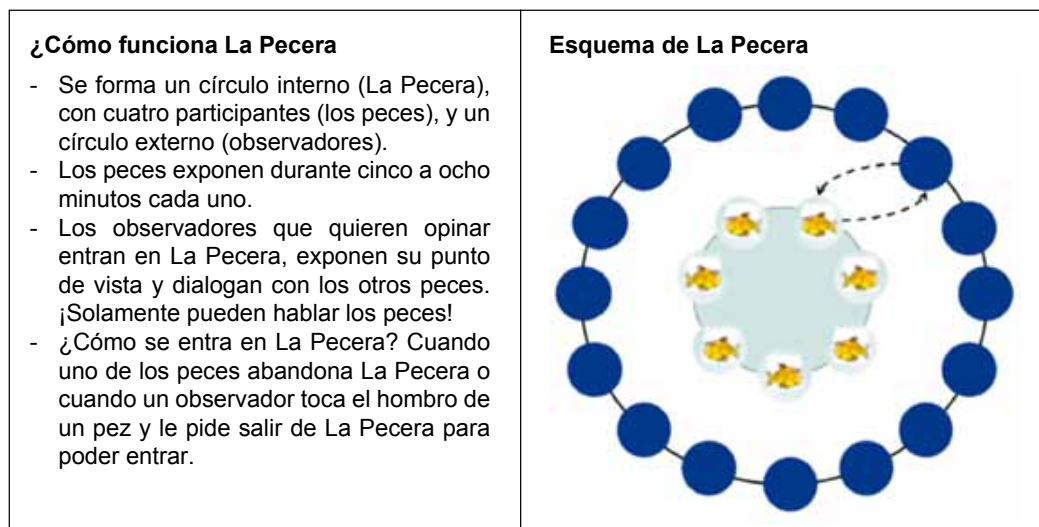 ¿Cómo funciona La Pecera
- Se forma un círculo interno (La Pecera),
con cuatro participantes (los peces), y un
círculo externo (observadores).
- Los peces exponen durante cinco a ocho
minutos cada uno.
- Los observadores que quieren opinar
entran en La Pecera, exponen su punto
de vista y dialogan con los otros peces.
¡Solamente pueden hablar los peces!
- ¿Cómo se entra en La Pecera? Cuando
uno de los peces abandona La Pecera o
cuando un observador toca el hombro de
un pez y le pide salir de La Pecera para
poder entrar.
Esquema de La Pecera